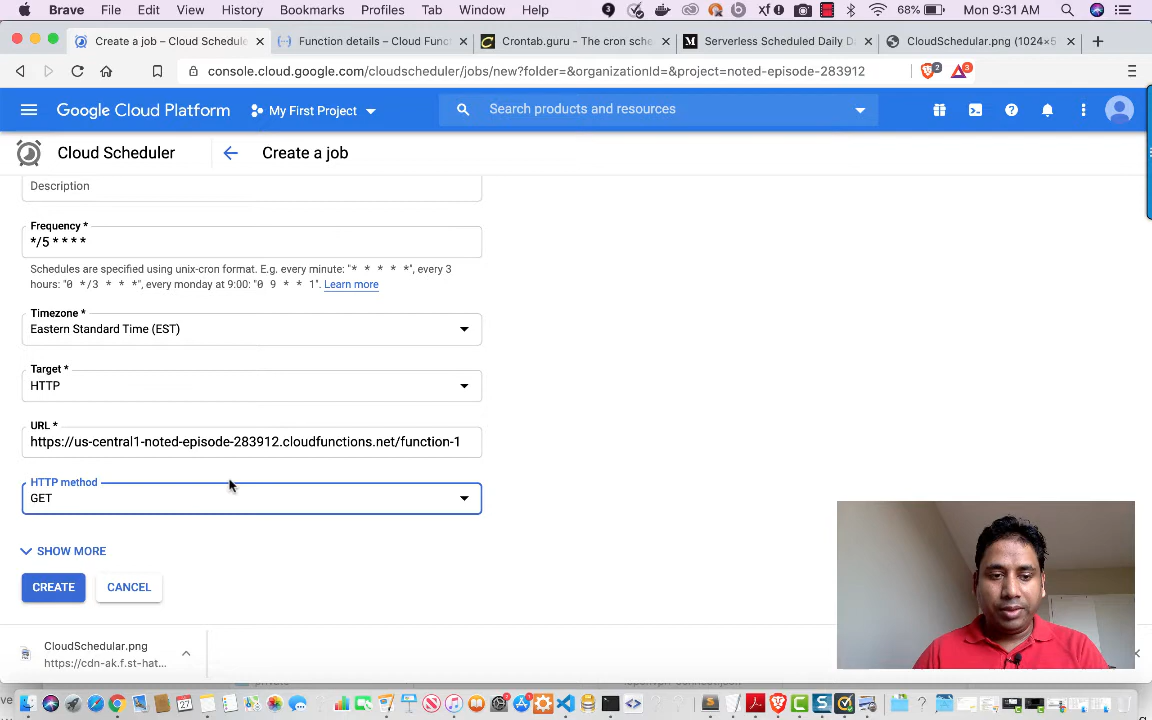 Brave File Edit View History Bookmarks Profiles Tab Window Help 68% Mon 9:31 AM
Create a job – Cloud Schedule Function details – Cloud Func Crontab.guru - The cron sche Serverless Scheduled Daily D CloudSchedular.png (1024×5
console.cloud.google.com/cloudscheduler/jobs/new?folder=&organizationId=&project=noted-episode-283912
Google Cloud Platform My First Project Search products and resources
Cloud Scheduler Create a job
Description
Frequency *
*/5 * * * *
Schedules are specified using unix-cron format. E.g. every minute: "* * * * *", every 3
hours: "0 */3 * * *", every monday at 9:00: "0 9 * * 1". Learn more
Timezone *
Eastern Standard Time (EST)
Target *
HTTP
URL *
https://us-central1-noted-episode-283912.cloudfunctions.net/function-1
HTTP method
GET
SHOW MORE
CREATE CANCEL
CloudSchedular.png
https://cdn-ak.f.st-hat...